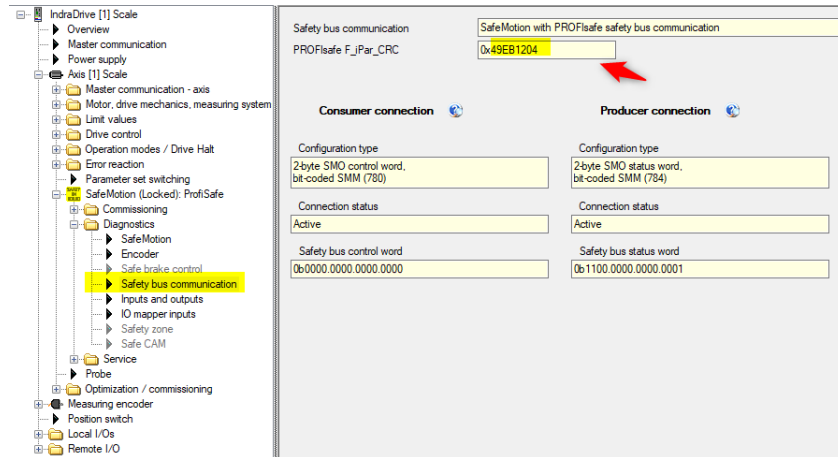 IndraDrive [1] Scale
Overview
Master communication
Power supply
Axis [1] Scale
Master communication - axis
Motor, drive mechanics, measuring system
Limit values
Drive control
Operation modes / Drive Halt
Error reaction
Parameter set switching
SafeMotion (Locked): ProfiSafe
Commissioning
Diagnostics
SafeMotion
Encoder
Safe brake control
Safety bus communication
Inputs and outputs
IO mapper inputs
Safety zone
Safe CAM
Service
Probe
Optimization / commissioning
Measuring encoder
Position switch
Local I/Os
Remote I/O
Safety bus communication
SafeMotion with PROFIsafe safety bus communication
PROFIsafe F_iPar_CRC
0x49EB1204
Consumer connection
Configuration type
2-byte SMO control word,
bit-coded SMM (780)
Connection status
Active
Safety bus control word
0b0000.0000.0000.0000
Producer connection
Configuration type
2-byte SMO status word,
bit-coded SMM (784)
Connection status
Active
Safety bus status word
0b1100.0000.0000.0001